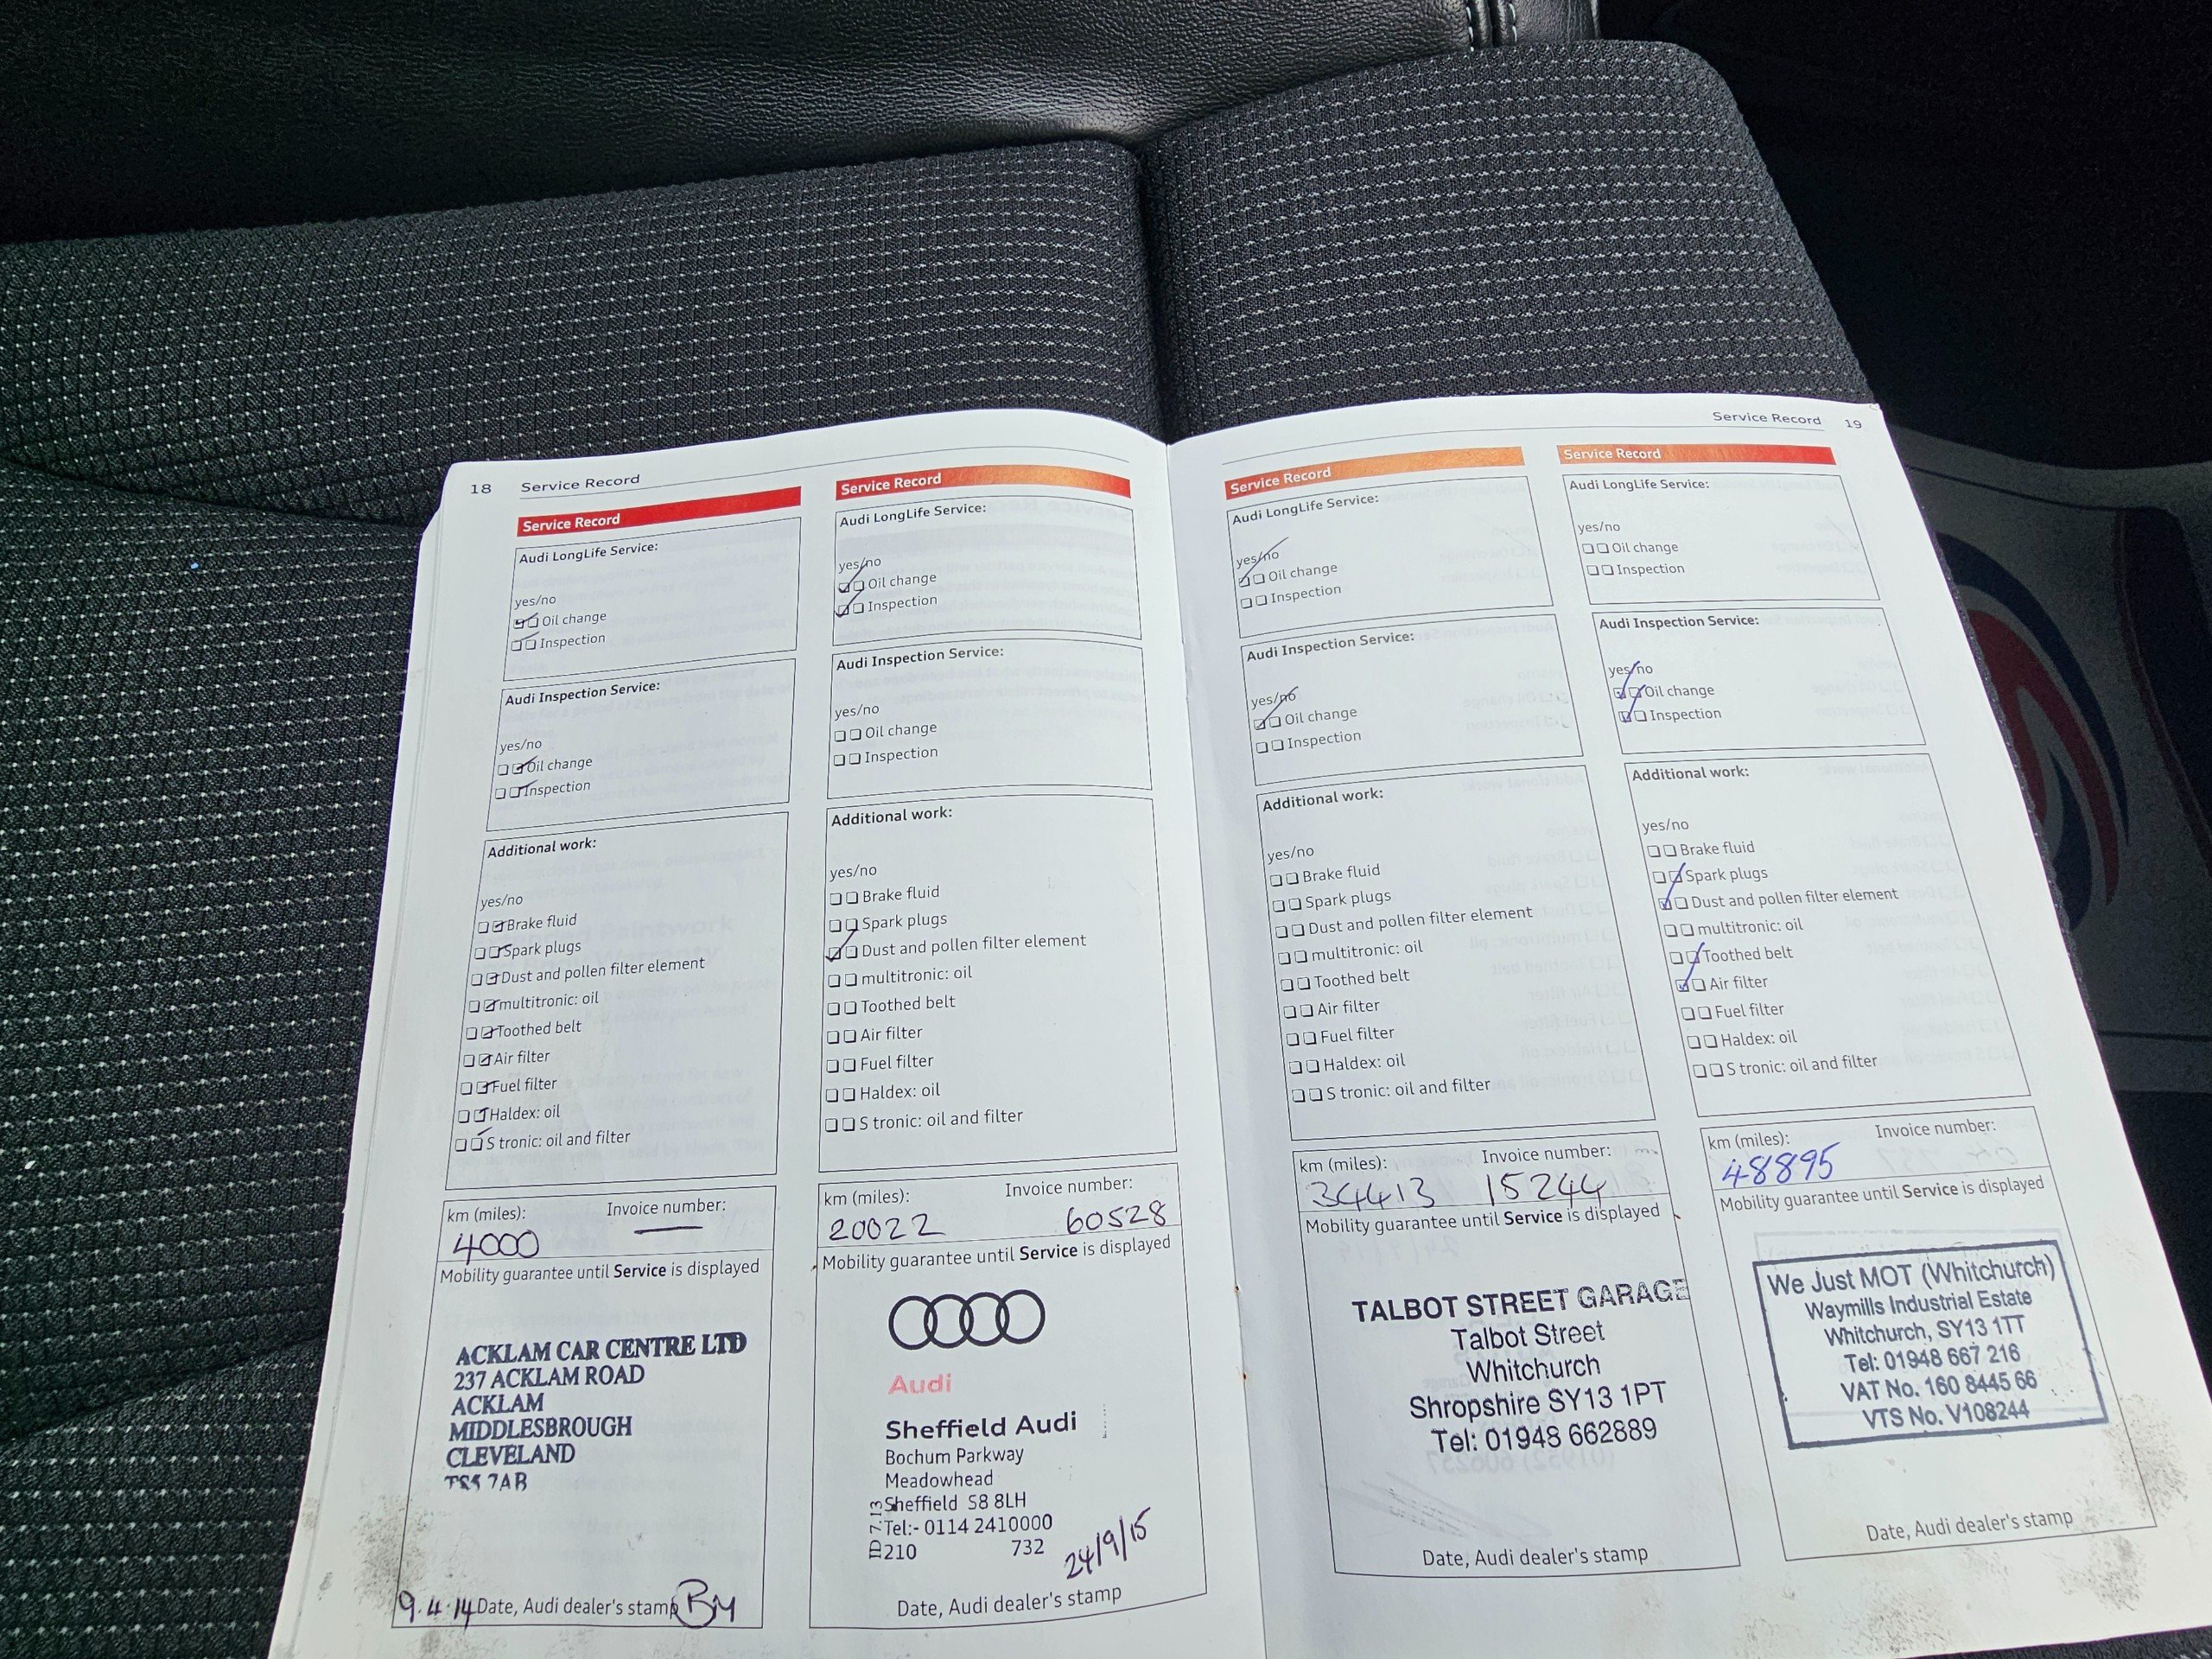 18 Service Record
Service Record
Audi LongLife Service:
yes/no
Oil change
Inspection
Audi Inspection Service:
yes/no
Oil change
Inspection
Additional work:
yes/no
Brake fluid
Spark plugs
Dust and pollen filter element
multitronic: oil
Toothed belt
Air filter
Fuel filter
Haldex: oil
S tronic: oil and filter
km (miles): Invoice number:
4000
Mobility guarantee until Service is displayed
ACKLAM CAR CENTRE LTD
237 ACKLAM ROAD
ACKLAM
MIDDLESBROUGH
CLEVELAND
TS5 7AB
9.4.14 Date, Audi dealer's stamp BM
Service Record
Audi LongLife Service:
yes/no
Oil change
Inspection
Audi Inspection Service:
yes/no
Oil change
Inspection
Additional work:
yes/no
Brake fluid
Spark plugs
Dust and pollen filter element
multitronic: oil
Toothed belt
Air filter
Fuel filter
Haldex: oil
S tronic: oil and filter
km (miles): Invoice number:
20022 60528
Mobility guarantee until Service is displayed
Audi
Sheffield Audi
Bochum Parkway
Meadowhead
Sheffield S8 8LH
Tel:- 0114 2410000
210 732
ID 7.13
24/9/15
Date, Audi dealer's stamp
Service Record 19
Service Record
Audi LongLife Service:
yes/no
Oil change
Inspection
Audi Inspection Service:
yes/no
Oil change
Inspection
Additional work:
yes/no
Brake fluid
Spark plugs
Dust and pollen filter element
multitronic: oil
Toothed belt
Air filter
Fuel filter
Haldex: oil
S tronic: oil and filter
km (miles): Invoice number:
34413 15244
Mobility guarantee until Service is displayed
TALBOT STREET GARAGE
Talbot Street
Whitchurch
Shropshire SY13 1PT
Tel: 01948 662889
Date, Audi dealer's stamp
Service Record
Audi LongLife Service:
yes/no
Oil change
Inspection
Audi Inspection Service:
yes/no
Oil change
Inspection
Additional work:
yes/no
Brake fluid
Spark plugs
Dust and pollen filter element
multitronic: oil
Toothed belt
Air filter
Fuel filter
Haldex: oil
S tronic: oil and filter
km (miles): Invoice number:
48895
Mobility guarantee until Service is displayed
We Just MOT (Whitchurch)
Waymills Industrial Estate
Whitchurch, SY13 1TT
Tel: 01948 667 216
VAT No. 160 8445 66
VTS No. V108244
Date, Audi dealer's stamp